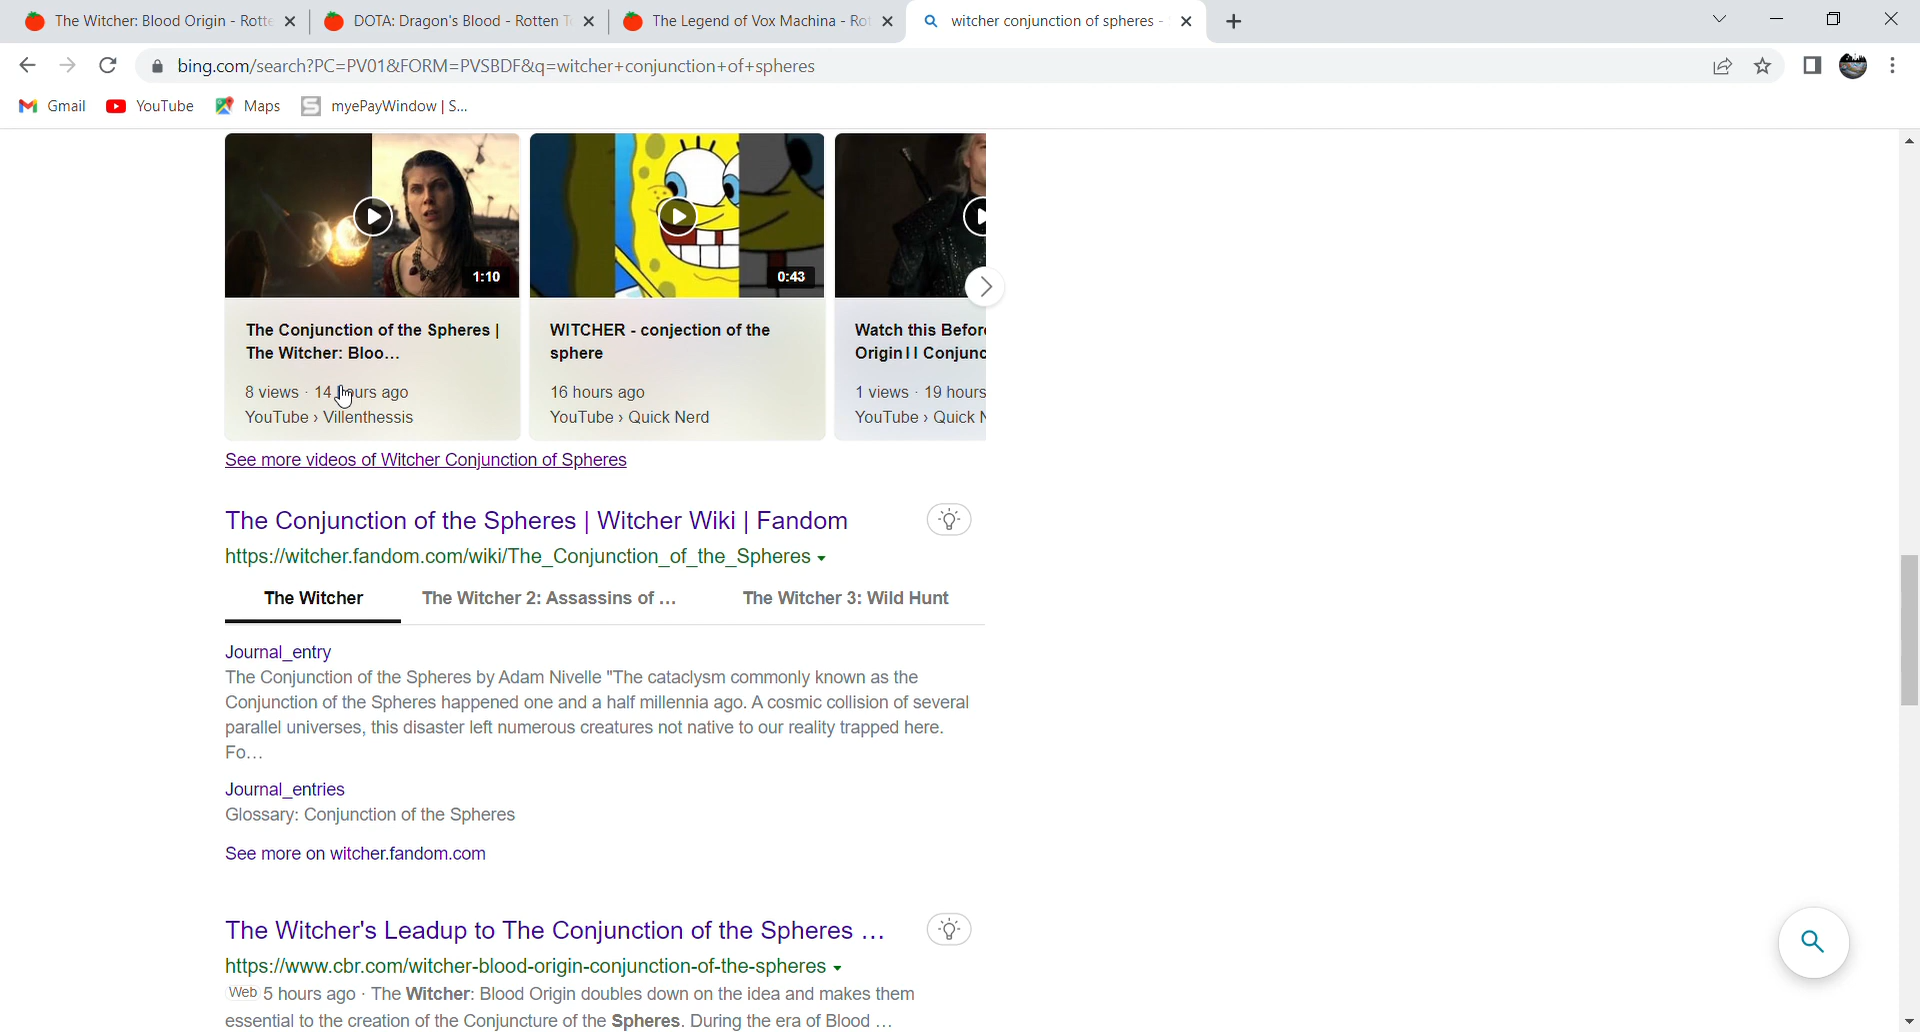 The Witcher: Blood Origin - Rotte
DOTA: Dragon's Blood - Rotten T
The Legend of Vox Machina - Rot
witcher conjunction of spheres -
bing.com/search?PC=PV01&FORM=PVSBDF&q=witcher+conjunction+of+spheres
Gmail
YouTube
Maps
myePayWindow | S...
1:10
0:43
The Conjunction of the Spheres |
The Witcher: Bloo...
8 views · 14 hours ago
YouTube › Villenthessis
WITCHER - conjection of the
sphere
16 hours ago
YouTube › Quick Nerd
Watch this Before
Origin I I Conjunc
1 views · 19 hours
YouTube › Quick N
See more videos of Witcher Conjunction of Spheres
The Conjunction of the Spheres | Witcher Wiki | Fandom
https://witcher.fandom.com/wiki/The_Conjunction_of_the_Spheres
The Witcher
The Witcher 2: Assassins of ...
The Witcher 3: Wild Hunt
Journal_entry
The Conjunction of the Spheres by Adam Nivelle "The cataclysm commonly known as the
Conjunction of the Spheres happened one and a half millennia ago. A cosmic collision of several
parallel universes, this disaster left numerous creatures not native to our reality trapped here.
Fo...
Journal_entries
Glossary: Conjunction of the Spheres
See more on witcher.fandom.com
The Witcher's Leadup to The Conjunction of the Spheres ...
https://www.cbr.com/witcher-blood-origin-conjunction-of-the-spheres
Web 5 hours ago · The Witcher: Blood Origin doubles down on the idea and makes them
essential to the creation of the Conjuncture of the Spheres. During the era of Blood ...